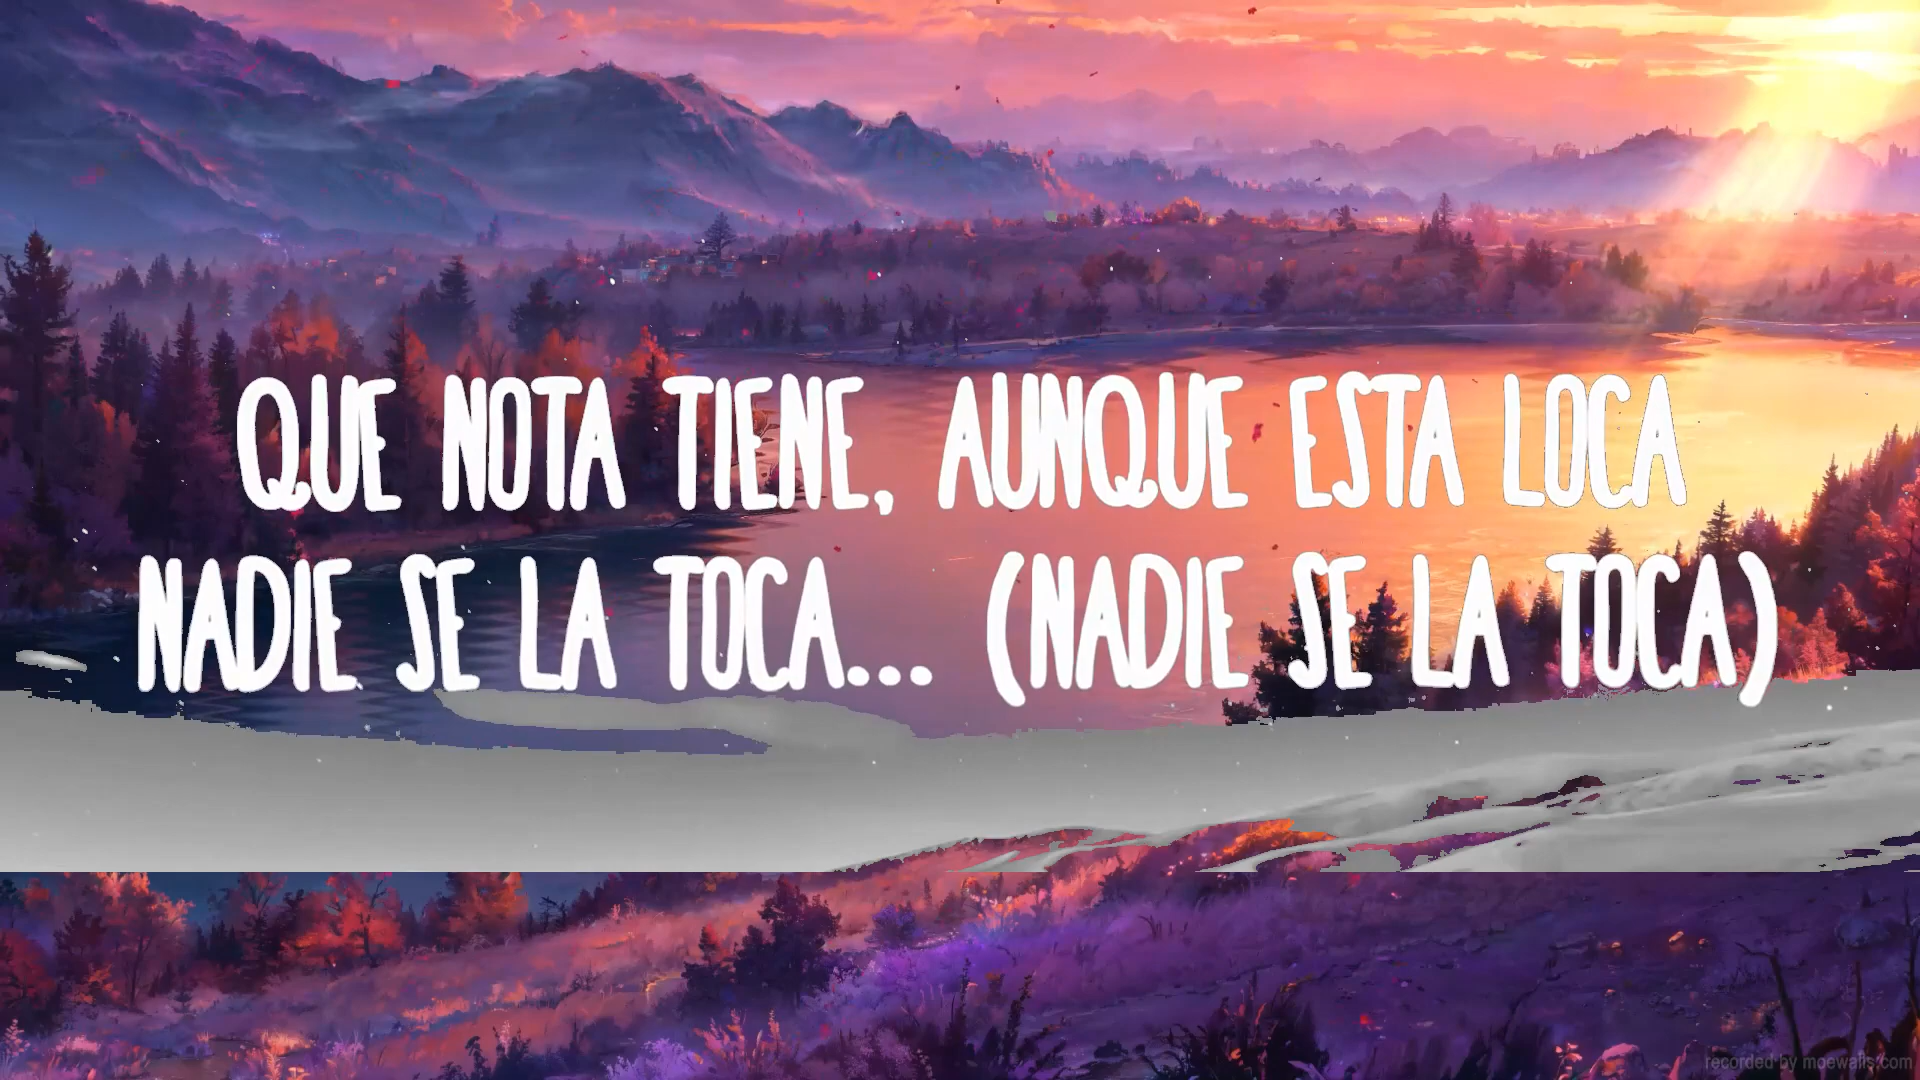 QUE NOTA TIENE, AUNQUE ESTA LOCA
NADIE SE LA TOCA... (NADIE SE LA TOCA)
recorded by moewalls.com